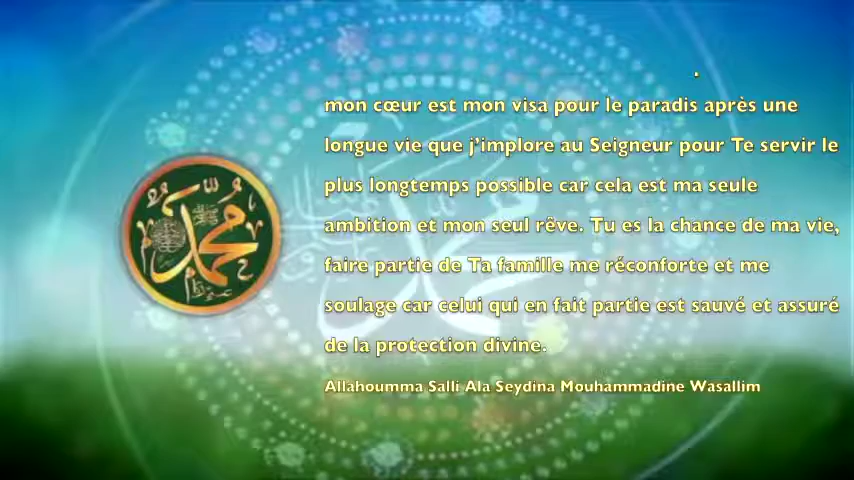 .
mon cœur est mon visa pour le paradis après une
longue vie que j’implore au Seigneur pour Te servir le
plus longtemps possible car cela est ma seule
ambition et mon seul rêve. Tu es la chance de ma vie,
faire partie de Ta famille me réconforte et me
soulage car celui qui en fait partie est sauvé et assuré
de la protection divine.
Allahoumma Salli Ala Seydina Mouhammadine Wasallim
محمد